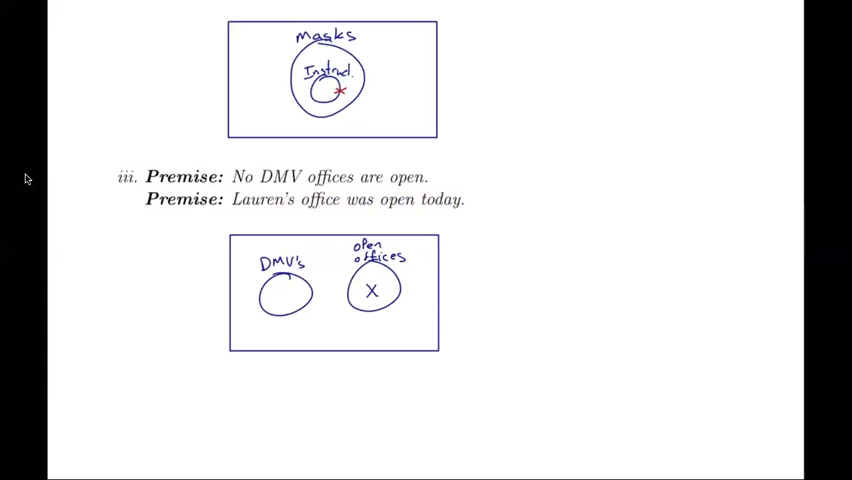 Masks
Instruct.
iii. Premise: No DMV offices are open.
Premise: Lauren's office was open today.
DMV's
open
offices
X